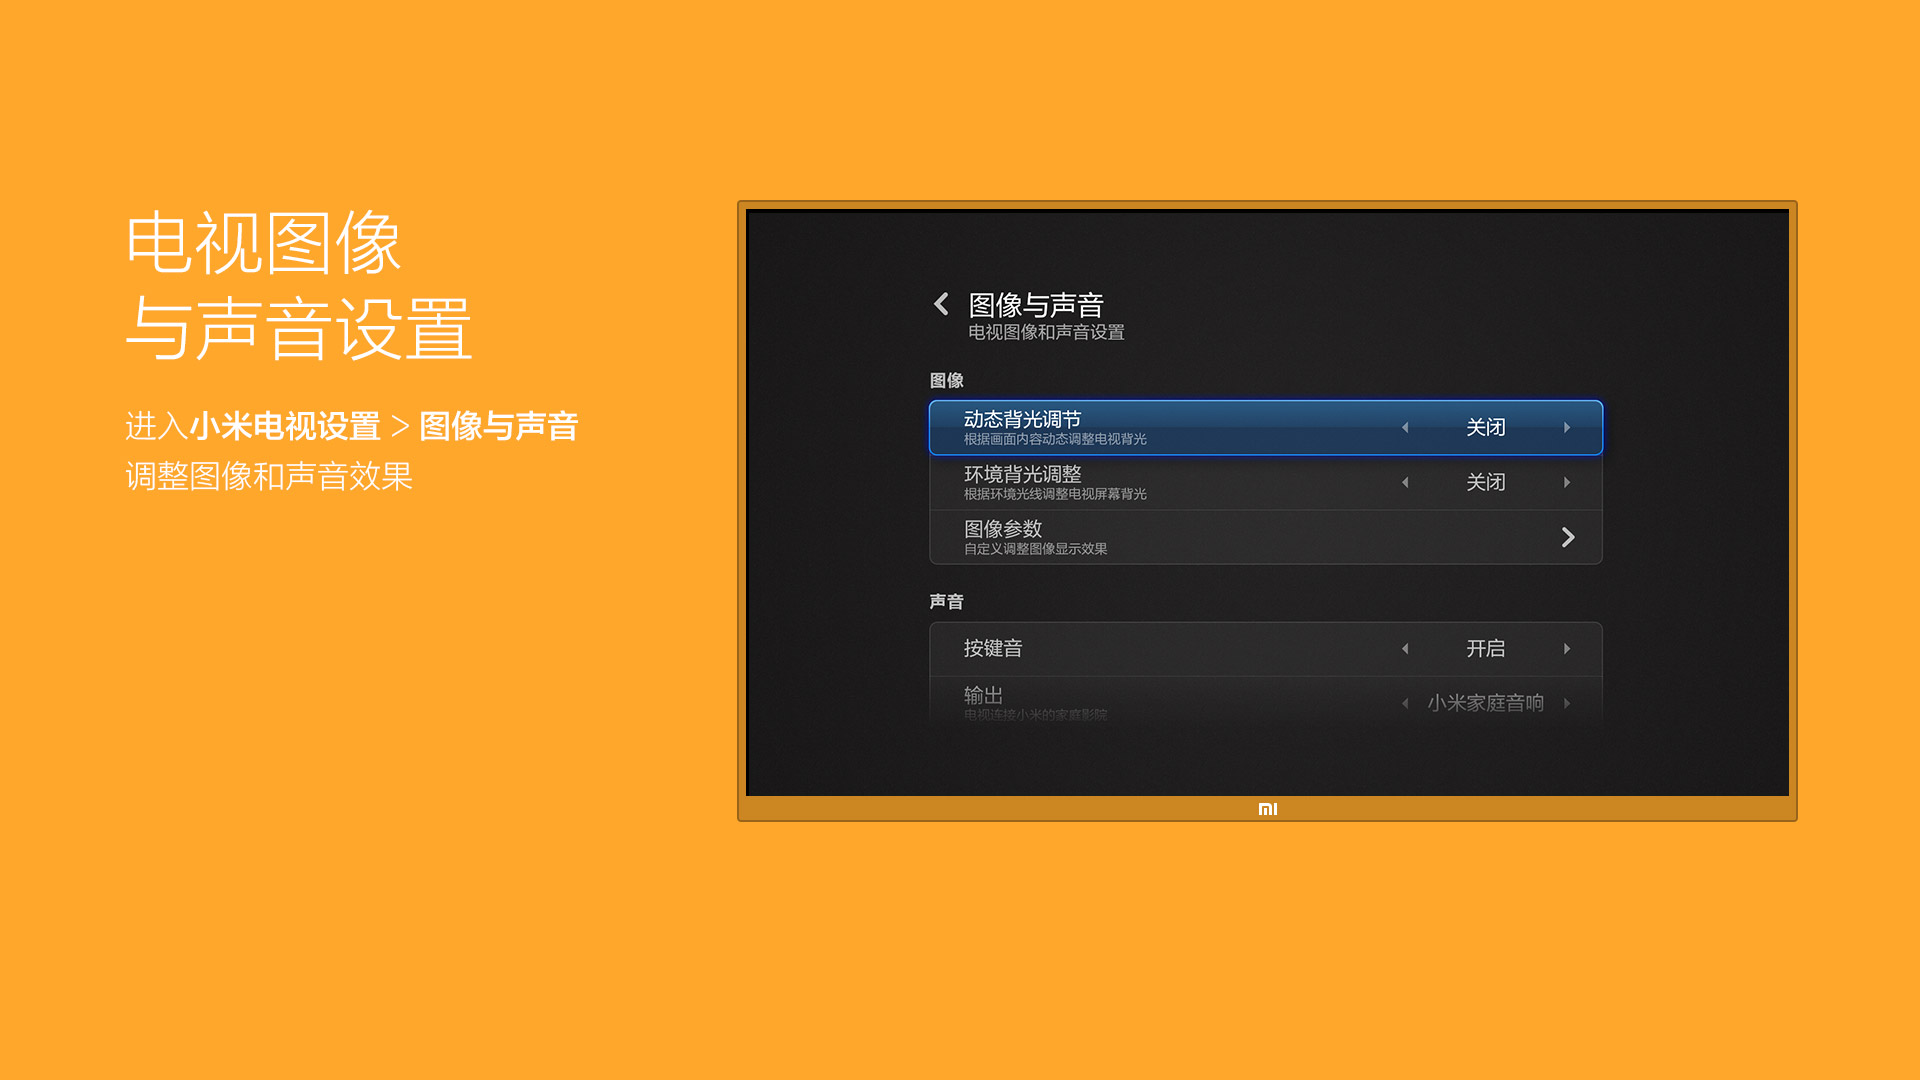 电视图像
与声音设置
进入小米电视设置 > 图像与声音
调整图像和声音效果
图像与声音
电视图像和声音设置
图像
动态背光调节
根据画面内容动态调整电视背光
关闭
环境背光调整
根据环境光线调整电视屏幕背光
关闭
图像参数
自定义调整图像显示效果
声音
按键音
开启
输出
电视连接小米的家庭影院
小米家庭音响
mi